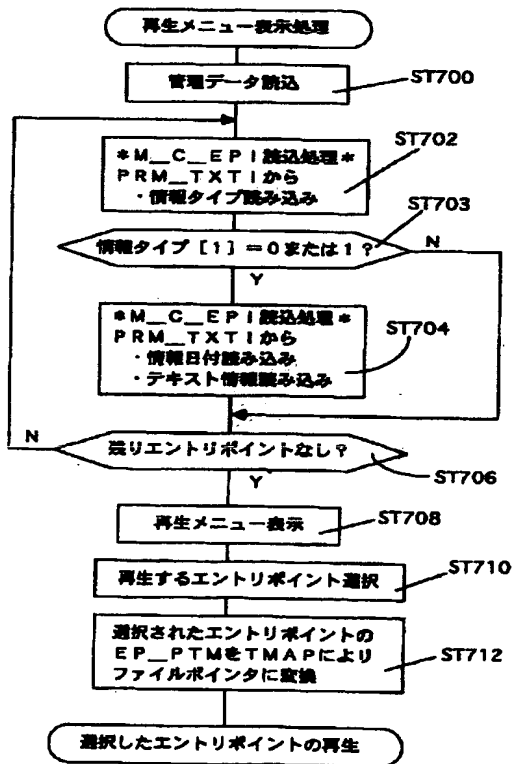 再生メニュー表示処理
管理データ読込
ST700
*M__C__EPI読込処理*
PRM__TXTIから
・情報タイプ読み込み
ST702
ST703
情報タイプ[1]=0または1?
N
Y
*M__C__EPI読込処理*
PRM__TXTIから
・情報日付読み込み
・テキスト情報読み込み
ST704
N
残りエントリポイントなし?
ST706
Y
再生メニュー表示
ST708
再生するエントリポイント選択
ST710
選択されたエントリポイントの
EP__PTMをTMAPにより
ファイルポインタに変換
ST712
選択したエントリポイントの再生